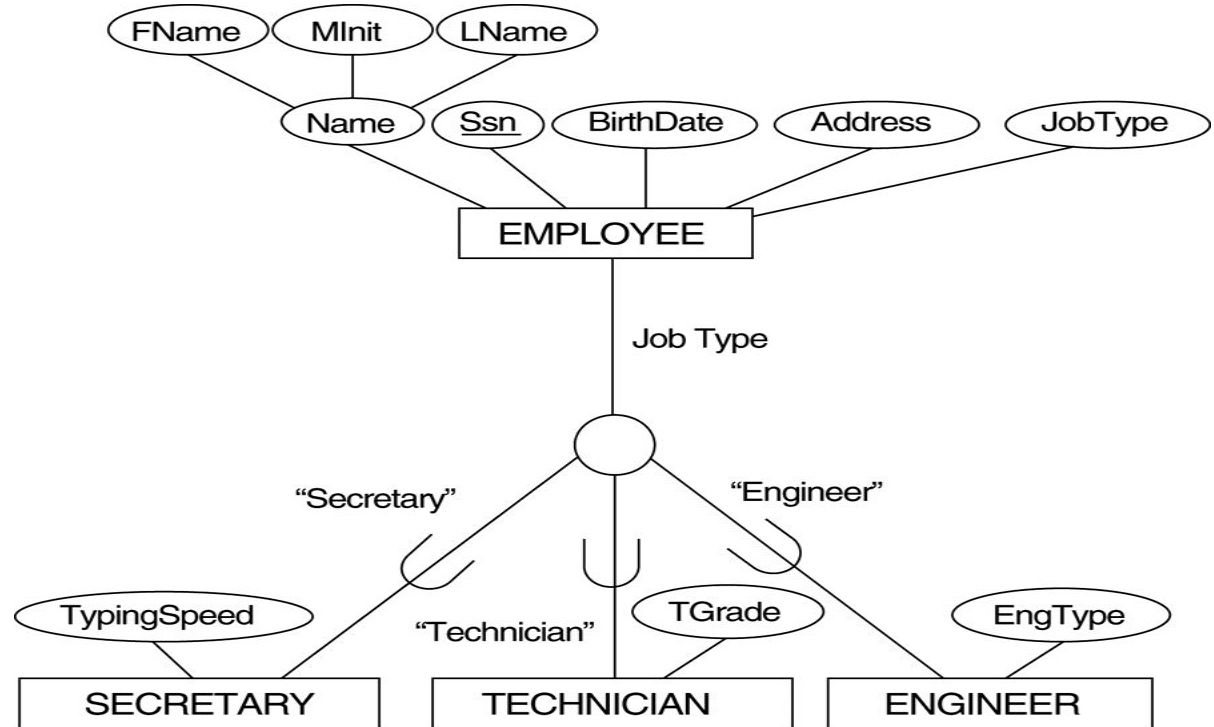 FName MInit LName
Name Ssn BirthDate Address JobType
EMPLOYEE
Job Type
“Secretary” “Engineer”
TypingSpeed “Technician” TGrade EngType
SECRETARY TECHNICIAN ENGINEER